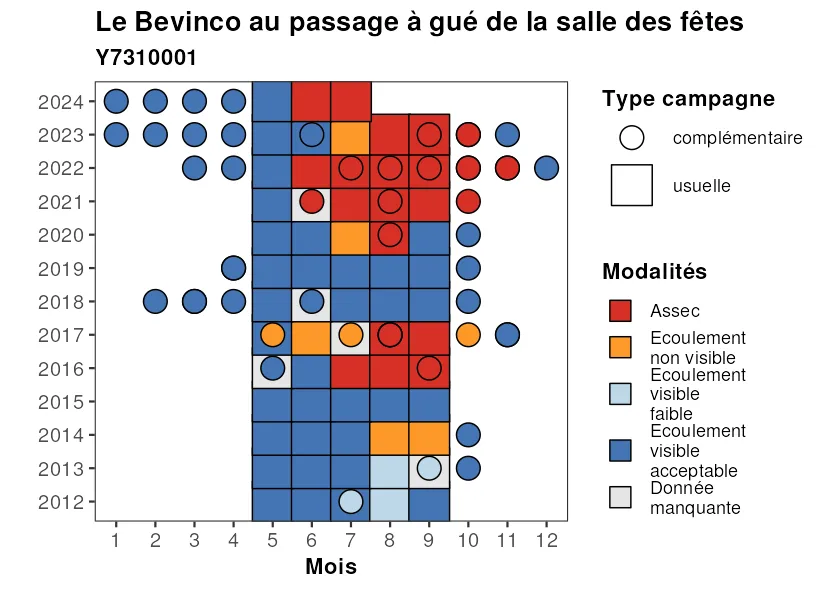 Le Bevinco au passage à gué de la salle des fêtes
Y7310001
2024
2023
2022
2021
2020
2019
2018
2017
2016
2015
2014
2013
2012
1 2 3 4 5 6 7 8 9 10 11 12
Mois
Type campagne
complémentaire
usuelle
Modalités
Assec
Ecoulement
non visible
Ecoulement
visible
faible
Ecoulement
visible
acceptable
Donnée
manquante